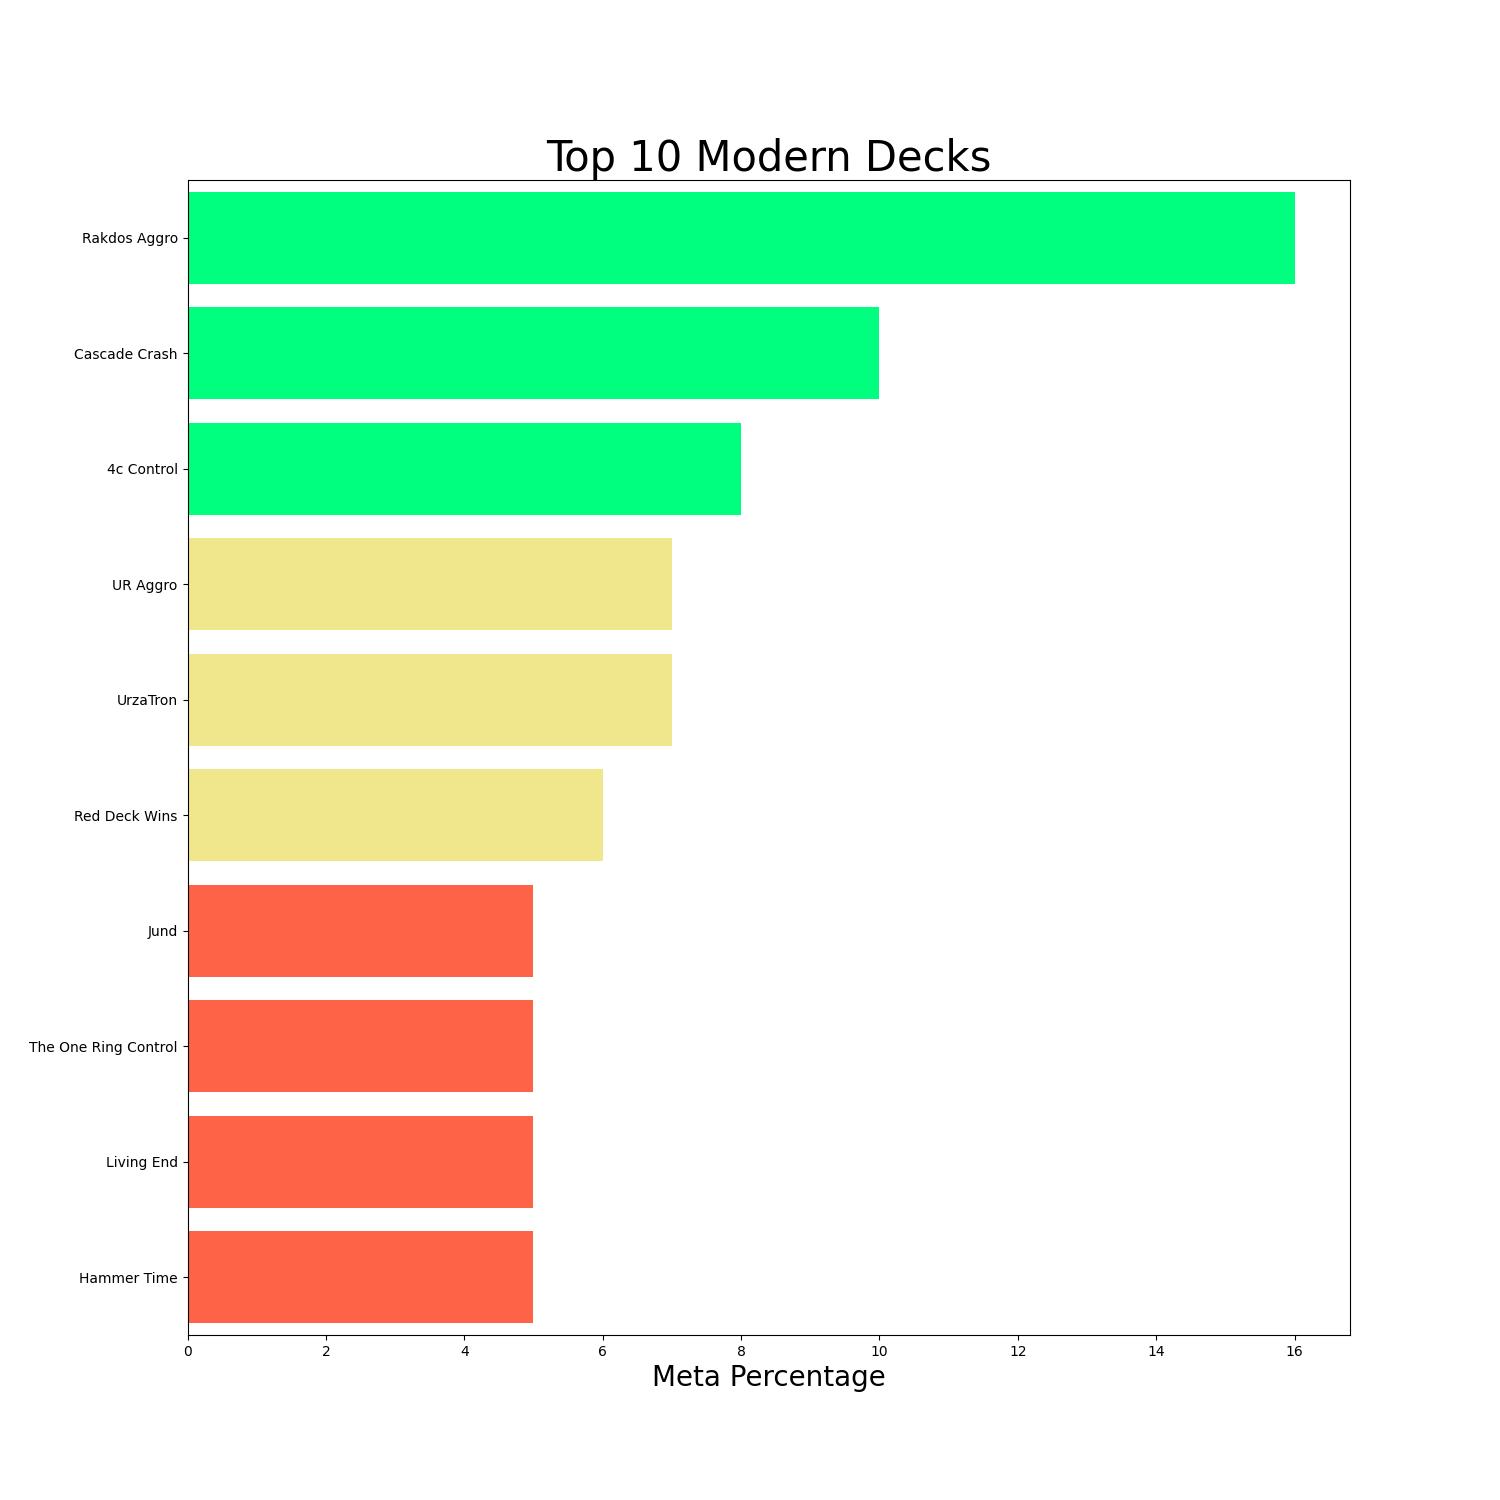 Top 10 Modern Decks
Rakdos Aggro
Cascade Crash
4c Control
UR Aggro
UrzaTron
Red Deck Wins
Jund
The One Ring Control
Living End
Hammer Time
0 2 4 6 8 10 12 14 16
Meta Percentage